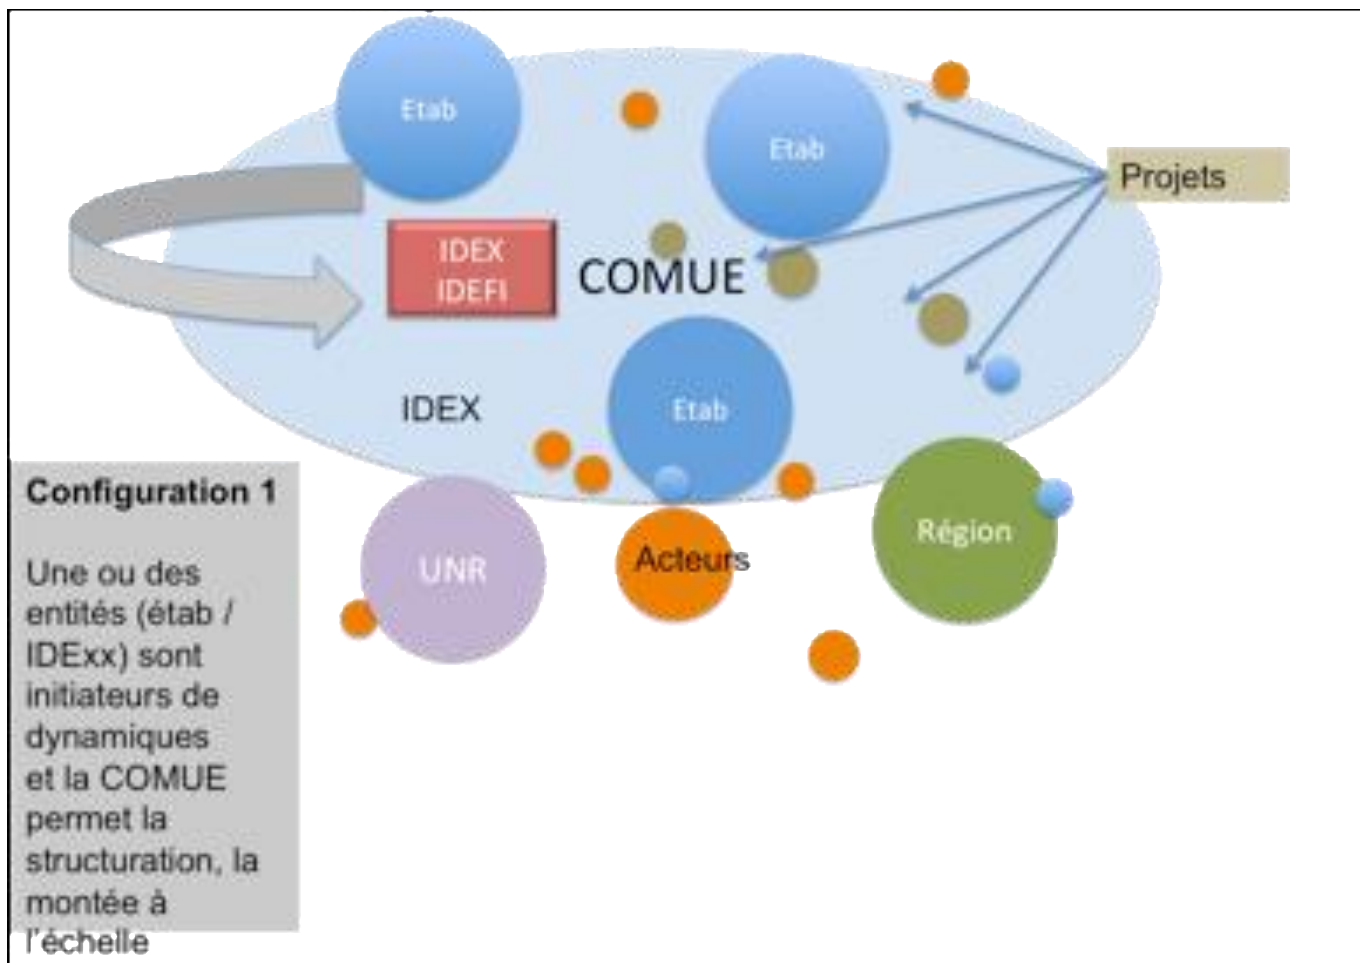 Etab
Etab
Projets
IDEX
IDEFI
COMUE
IDEX
Etab
Configuration 1
Une ou des
entités (étab /
IDExx) sont
initiateurs de
dynamiques
et la COMUE
permet la
structuration, la
montée à
l'échelle
UNR
Acteurs
Région